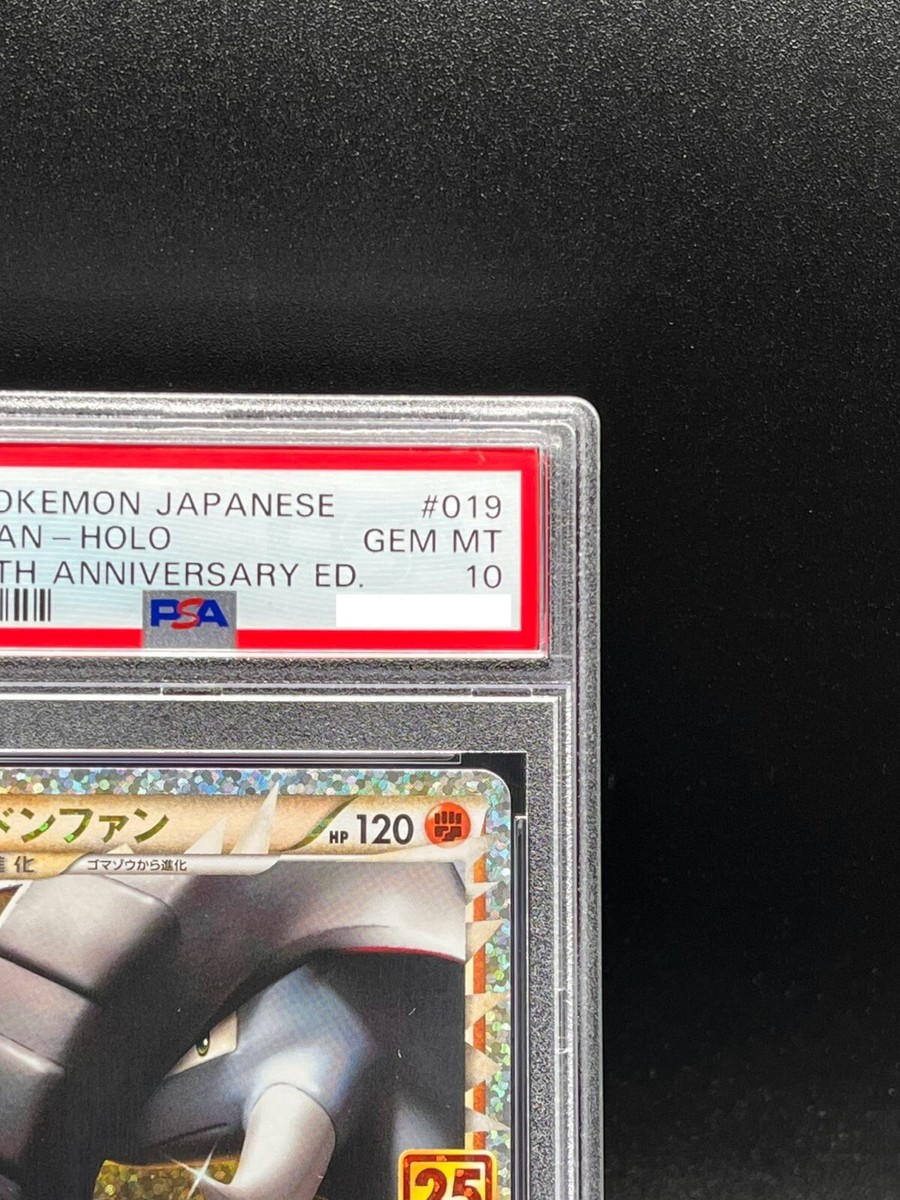 OKEMON JAPANESE #019
AN-HOLO GEM MT
TH ANNIVERSARY ED. 10
PSA
ドンファン HP 120
進化 ゴマゾウから進化
25